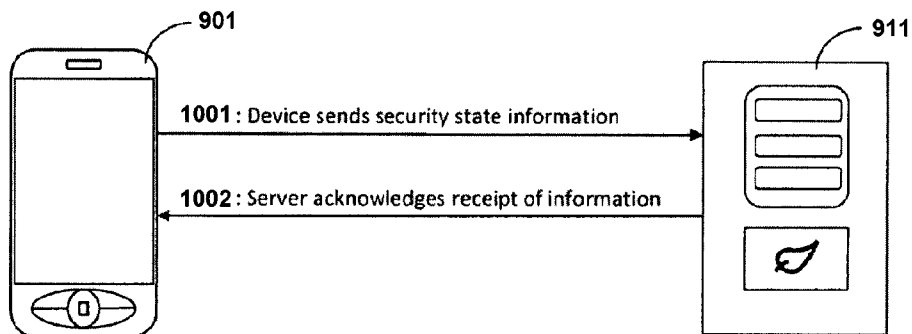 901
911
1001 : Device sends security state information
1002 : Server acknowledges receipt of information